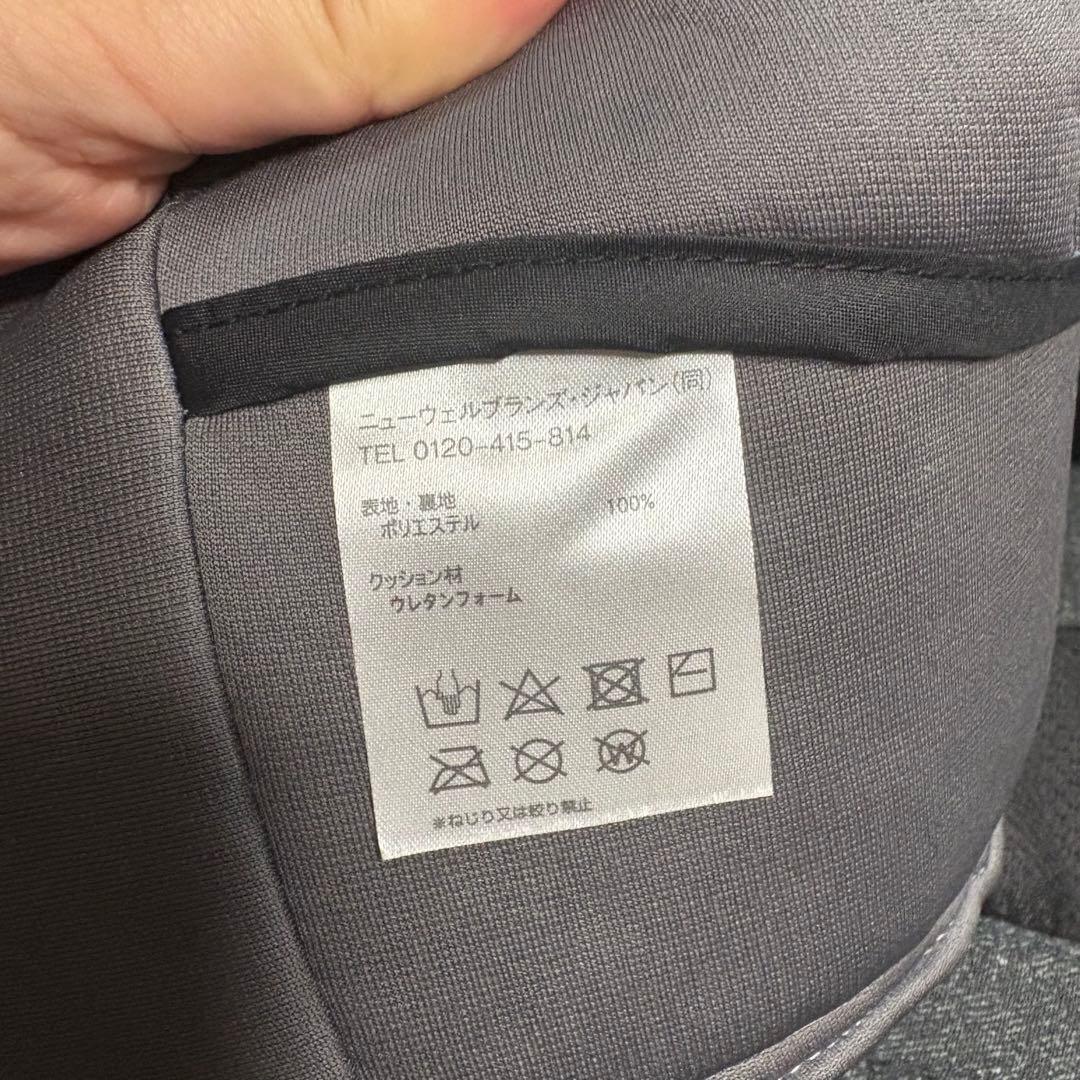 ニューウェルブランズ・ジャパン(同)
TEL 0120-415-814
表地・裏地
ポリエステル 100%
クッション材
ウレタンフォーム
W
※ねじり又は絞り禁止